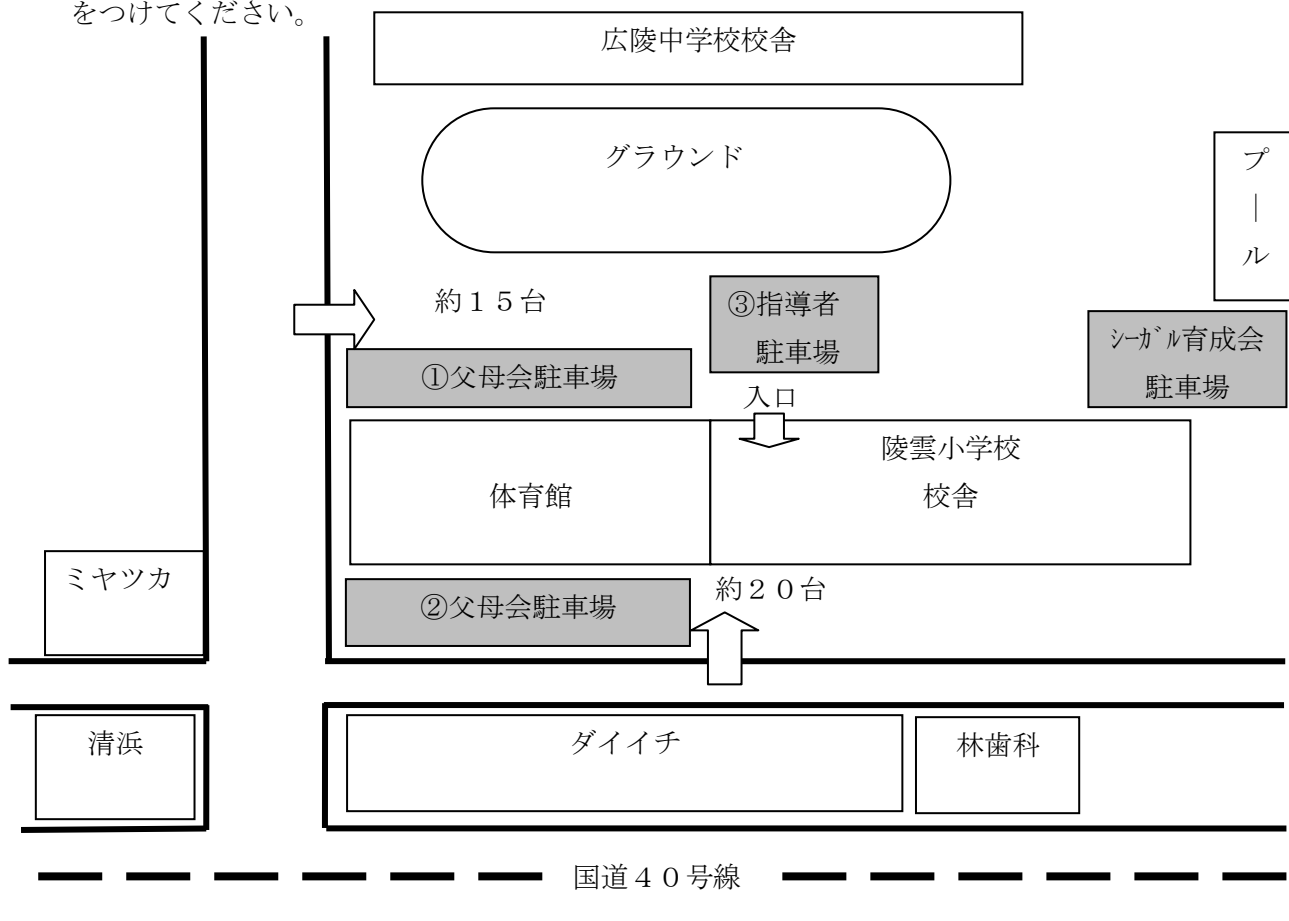 をつけてください。
広陵中学校校舎
グラウンド
プール
約１５台
③指導者
駐車場
シーガル育成会
駐車場
①父母会駐車場
入口
陵雲小学校
校舎
体育館
ミヤツカ
②父母会駐車場
約２０台
清浜
ダイイチ
林歯科
国道４０号線